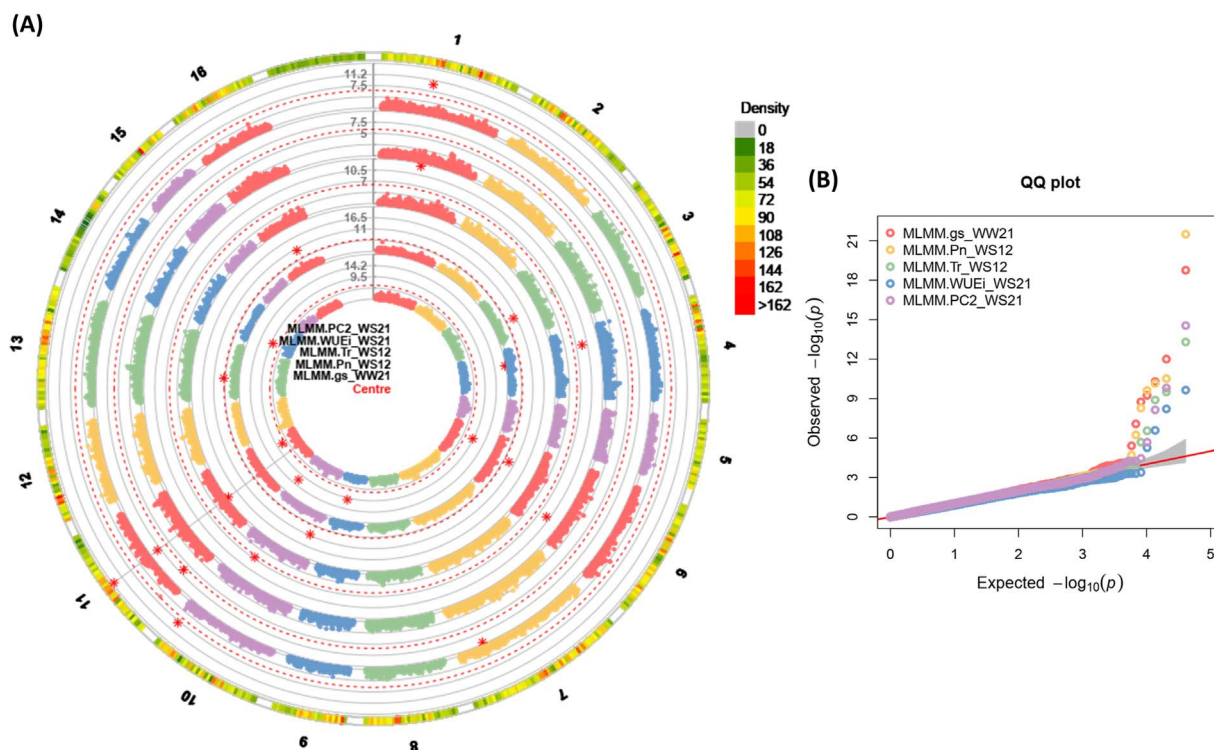 (A)
1
2
3
4
5
6
7
8
9
10
11
12
13
14
15
16
11.2
7.5
7.5
5
10.5
7
16.5
11
14.2
9.5
MLMM.PC2_WS21
MLMM.WUEi_WS21
MLMM.Tr_WS12
MLMM.Pn_WS12
MLMM.gs_WW21
Centre
Density
0
18
36
54
72
90
108
126
144
162
>162
(B)
QQ plot
MLMM.gs_WW21
MLMM.Pn_WS12
MLMM.Tr_WS12
MLMM.WUEi_WS21
MLMM.PC2_WS21
Observed −log₁₀(p)
21
18
15
12
9
6
3
0
0 1 2 3 4 5
Expected −log₁₀(p)